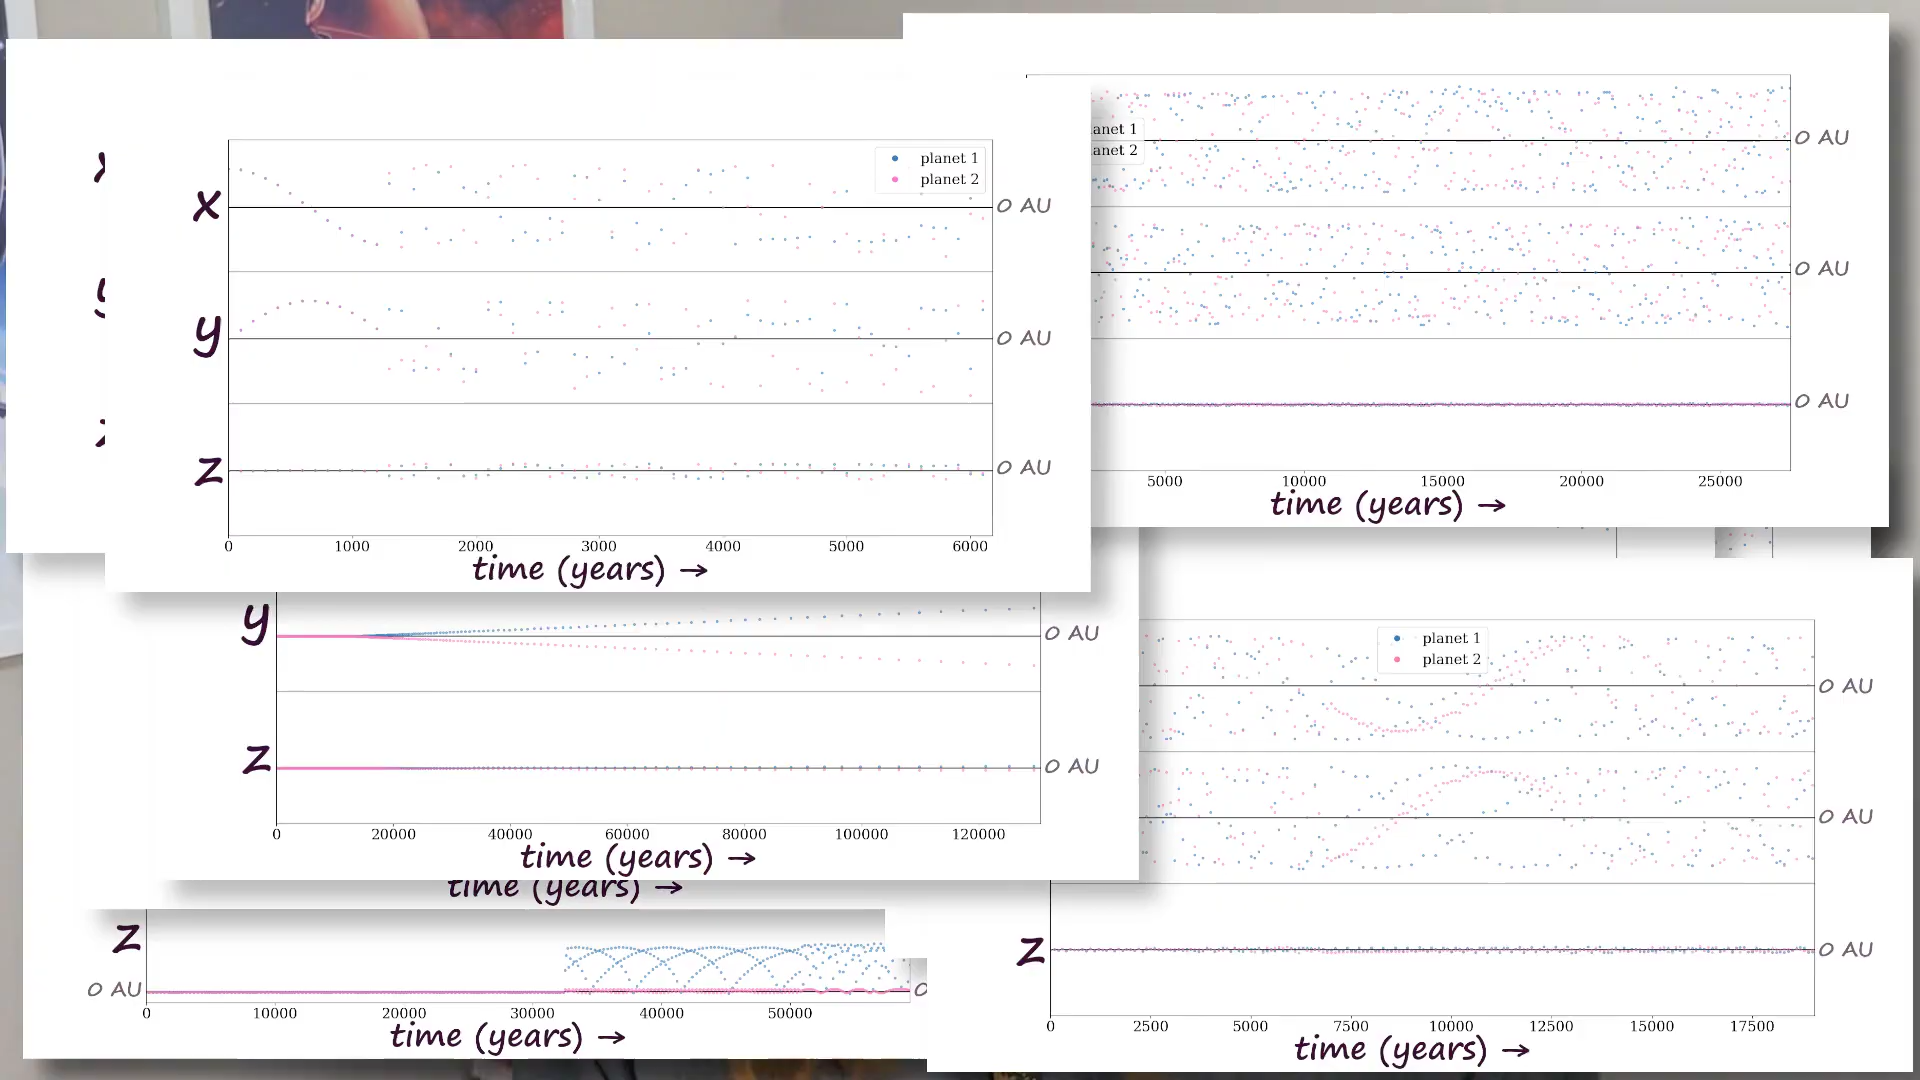 planet 1
planet 2
x
0 AU
y
0 AU
z
0 AU
0 1000 2000 3000 4000 5000 6000
time (years) →
lanet 1
lanet 2
0 AU
0 AU
0 AU
5000 10000 15000 20000 25000
time (years) →
y
0 AU
z
0 AU
0 20000 40000 60000 80000 100000 120000
time (years) →
time (years) →
z
0 AU
0 10000 20000 30000 40000 50000
time (years) →
planet 1
planet 2
0 AU
0 AU
z
0 AU
0 2500 5000 7500 10000 12500 15000 17500
time (years) →